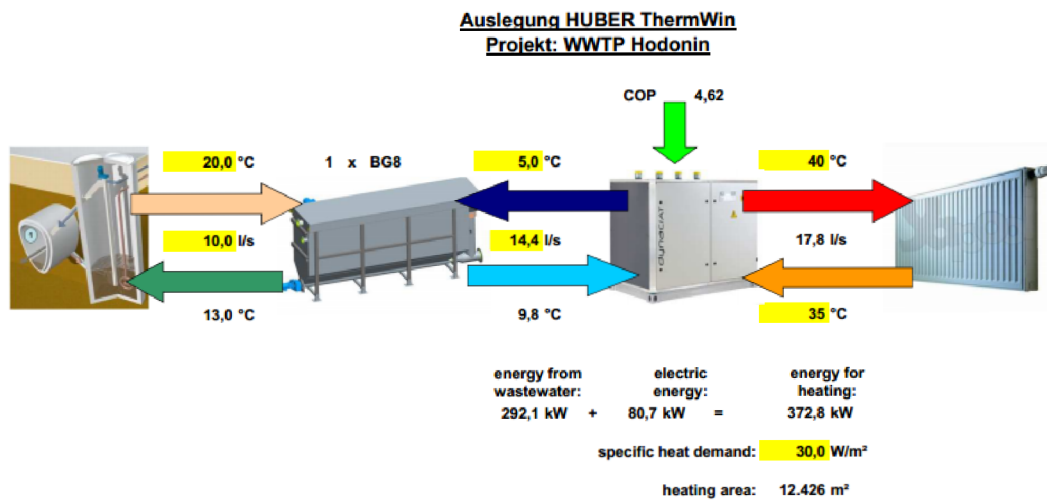 Auslegung HUBER ThermWin
Projekt: WWTP Hodonin
COP 4,62
20,0 °C 1 x BG8 5,0 °C 40 °C
10,0 l/s 14,4 l/s 17,8 l/s
13,0 °C 9,8 °C 35 °C
dynaCIAT
energy from electric energy for
wastewater: energy: heating:
292,1 kW + 80,7 kW = 372,8 kW
specific heat demand: 30,0 W/m²
heating area: 12.426 m²